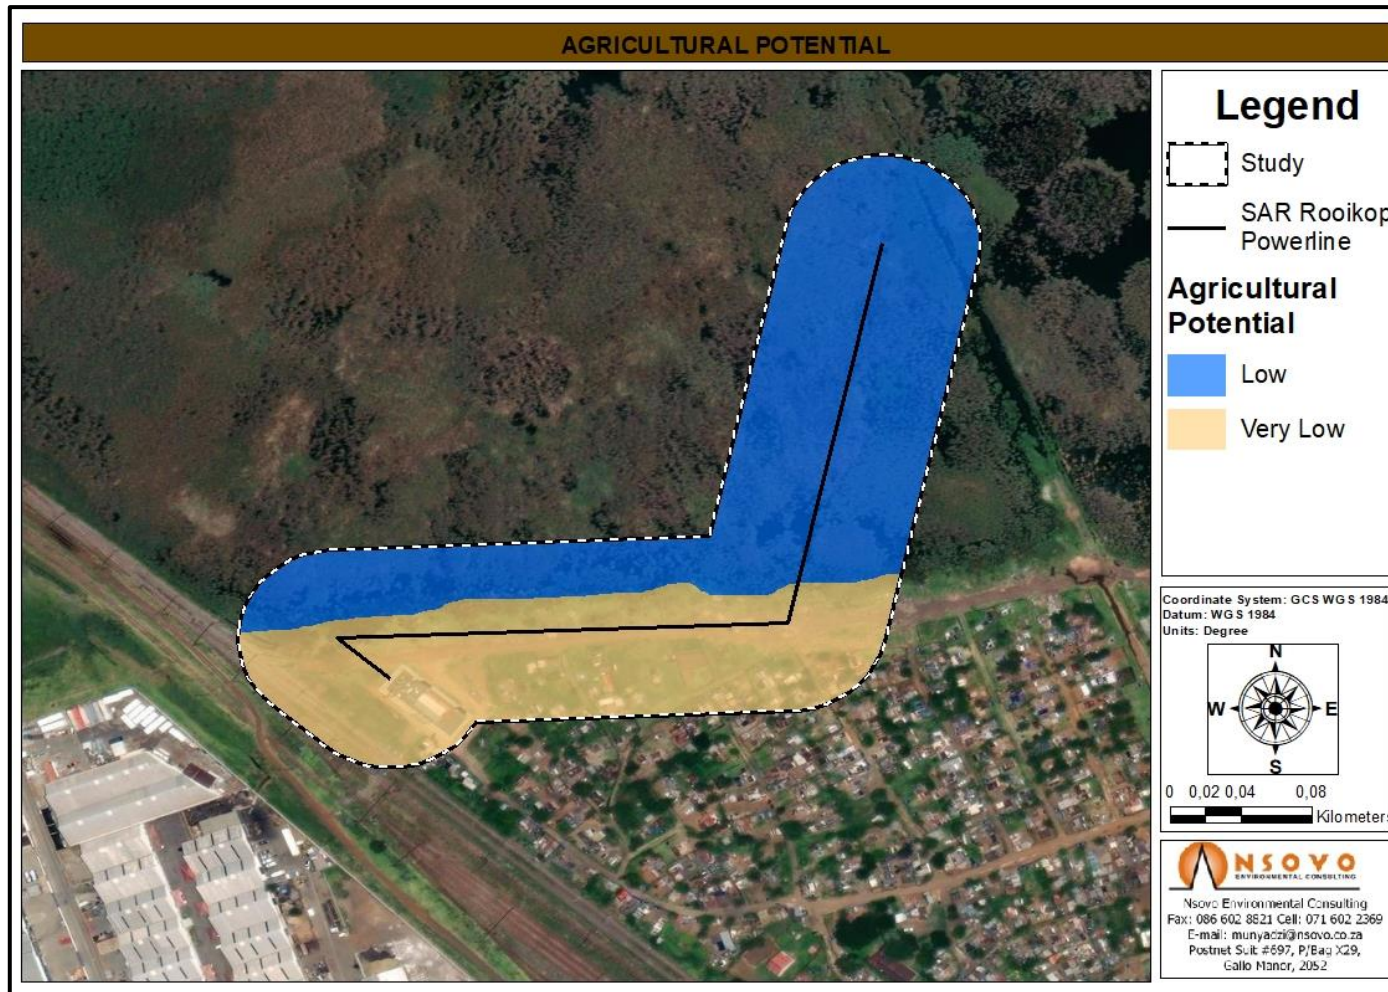 AGRICULTURAL POTENTIAL
Legend
Study
SAR Rooikop
Powerline
Agricultural
Potential
Low
Very Low
Coordinate System: GCS WGS 1984
Datum: WGS 1984
Units: Degree
N
W E
S
0 0,02 0,04 0,08
Kilometers
NSOVO
ENVIRONMENTAL CONSULTING
Nsovo Environmental Consulting
Fax: 086 602 8821 Cell: 071 602 2369
E-mail: munyadzi@nsovo.co.za
Postnet Suit #697, P/Bag X29,
Gallo Manor, 2052